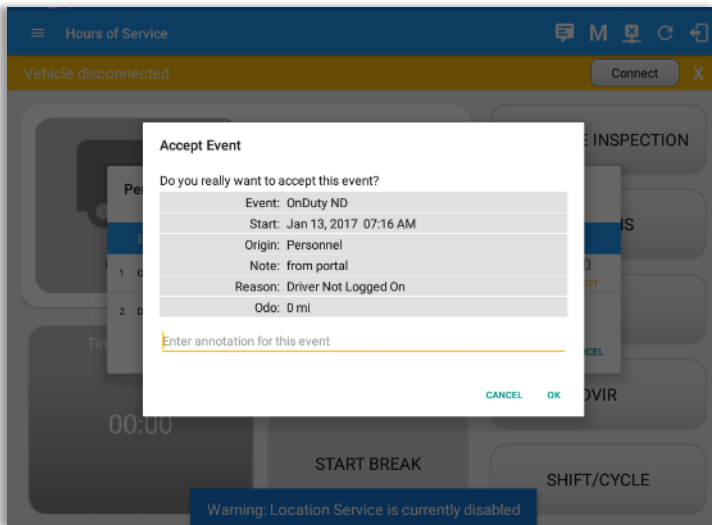 Hours of Service
M
Vehicle disconnected
Connect
X
INSPECTION
Accept Event
Do you really want to accept this event?
Event: OnDuty ND
Start: Jan 13, 2017 07:16 AM
Origin: Personnel
Note: from portal
Reason: Driver Not Logged On
Odo: 0 mi
Enter annotation for this event
CANCEL
OK
1
2
00:00
START BREAK
SHIFT/CYCLE
Warning: Location Service is currently disabled